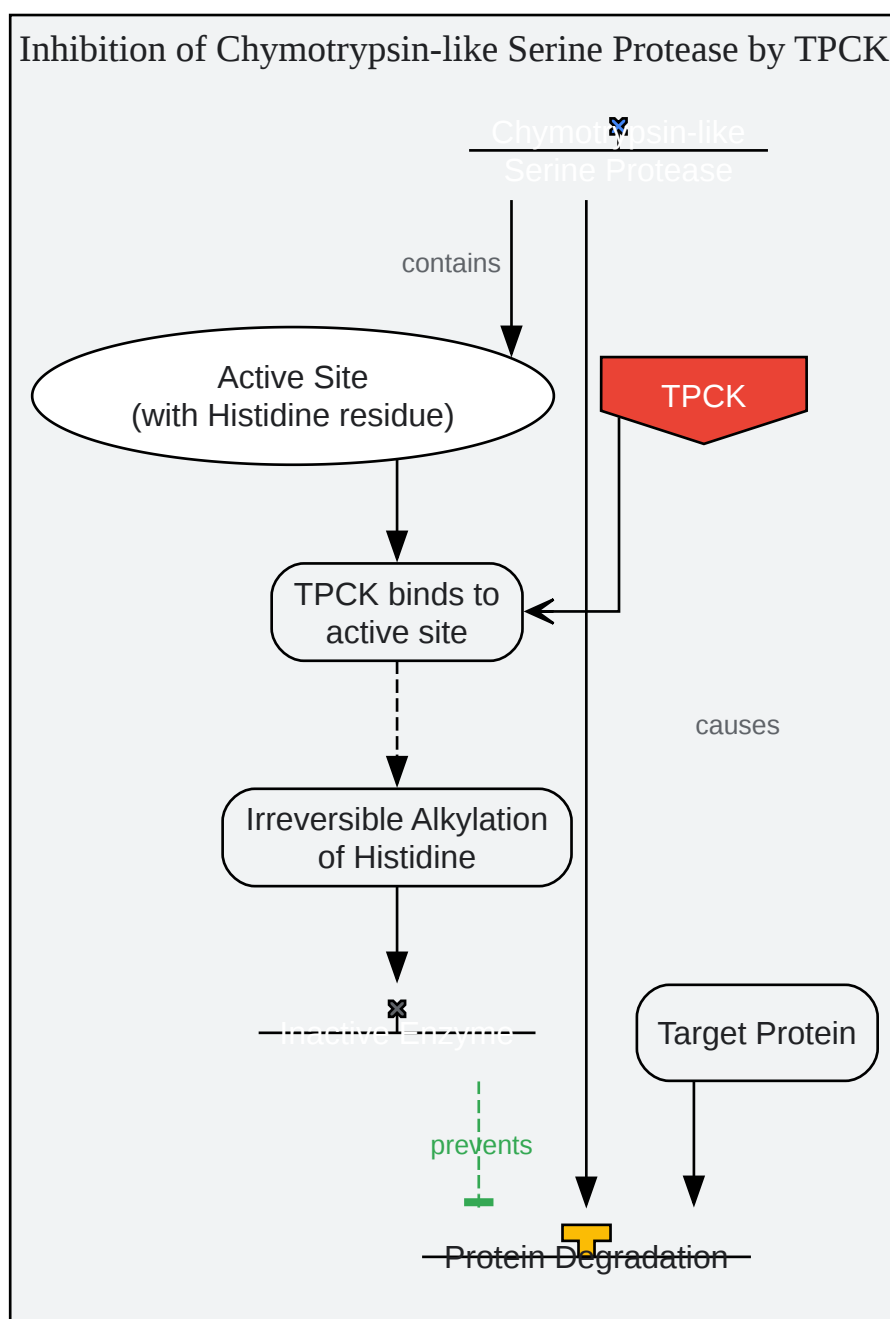 Inhibition of Chymotrypsin-like Serine Protease by TPCK
Chymotrypsin-like
Serine Protease
contains
Active Site
(with Histidine residue)
TPCK
TPCK binds to
active site
causes
Irreversible Alkylation
of Histidine
Inactive Enzyme
Target Protein
prevents
Protein Degradation